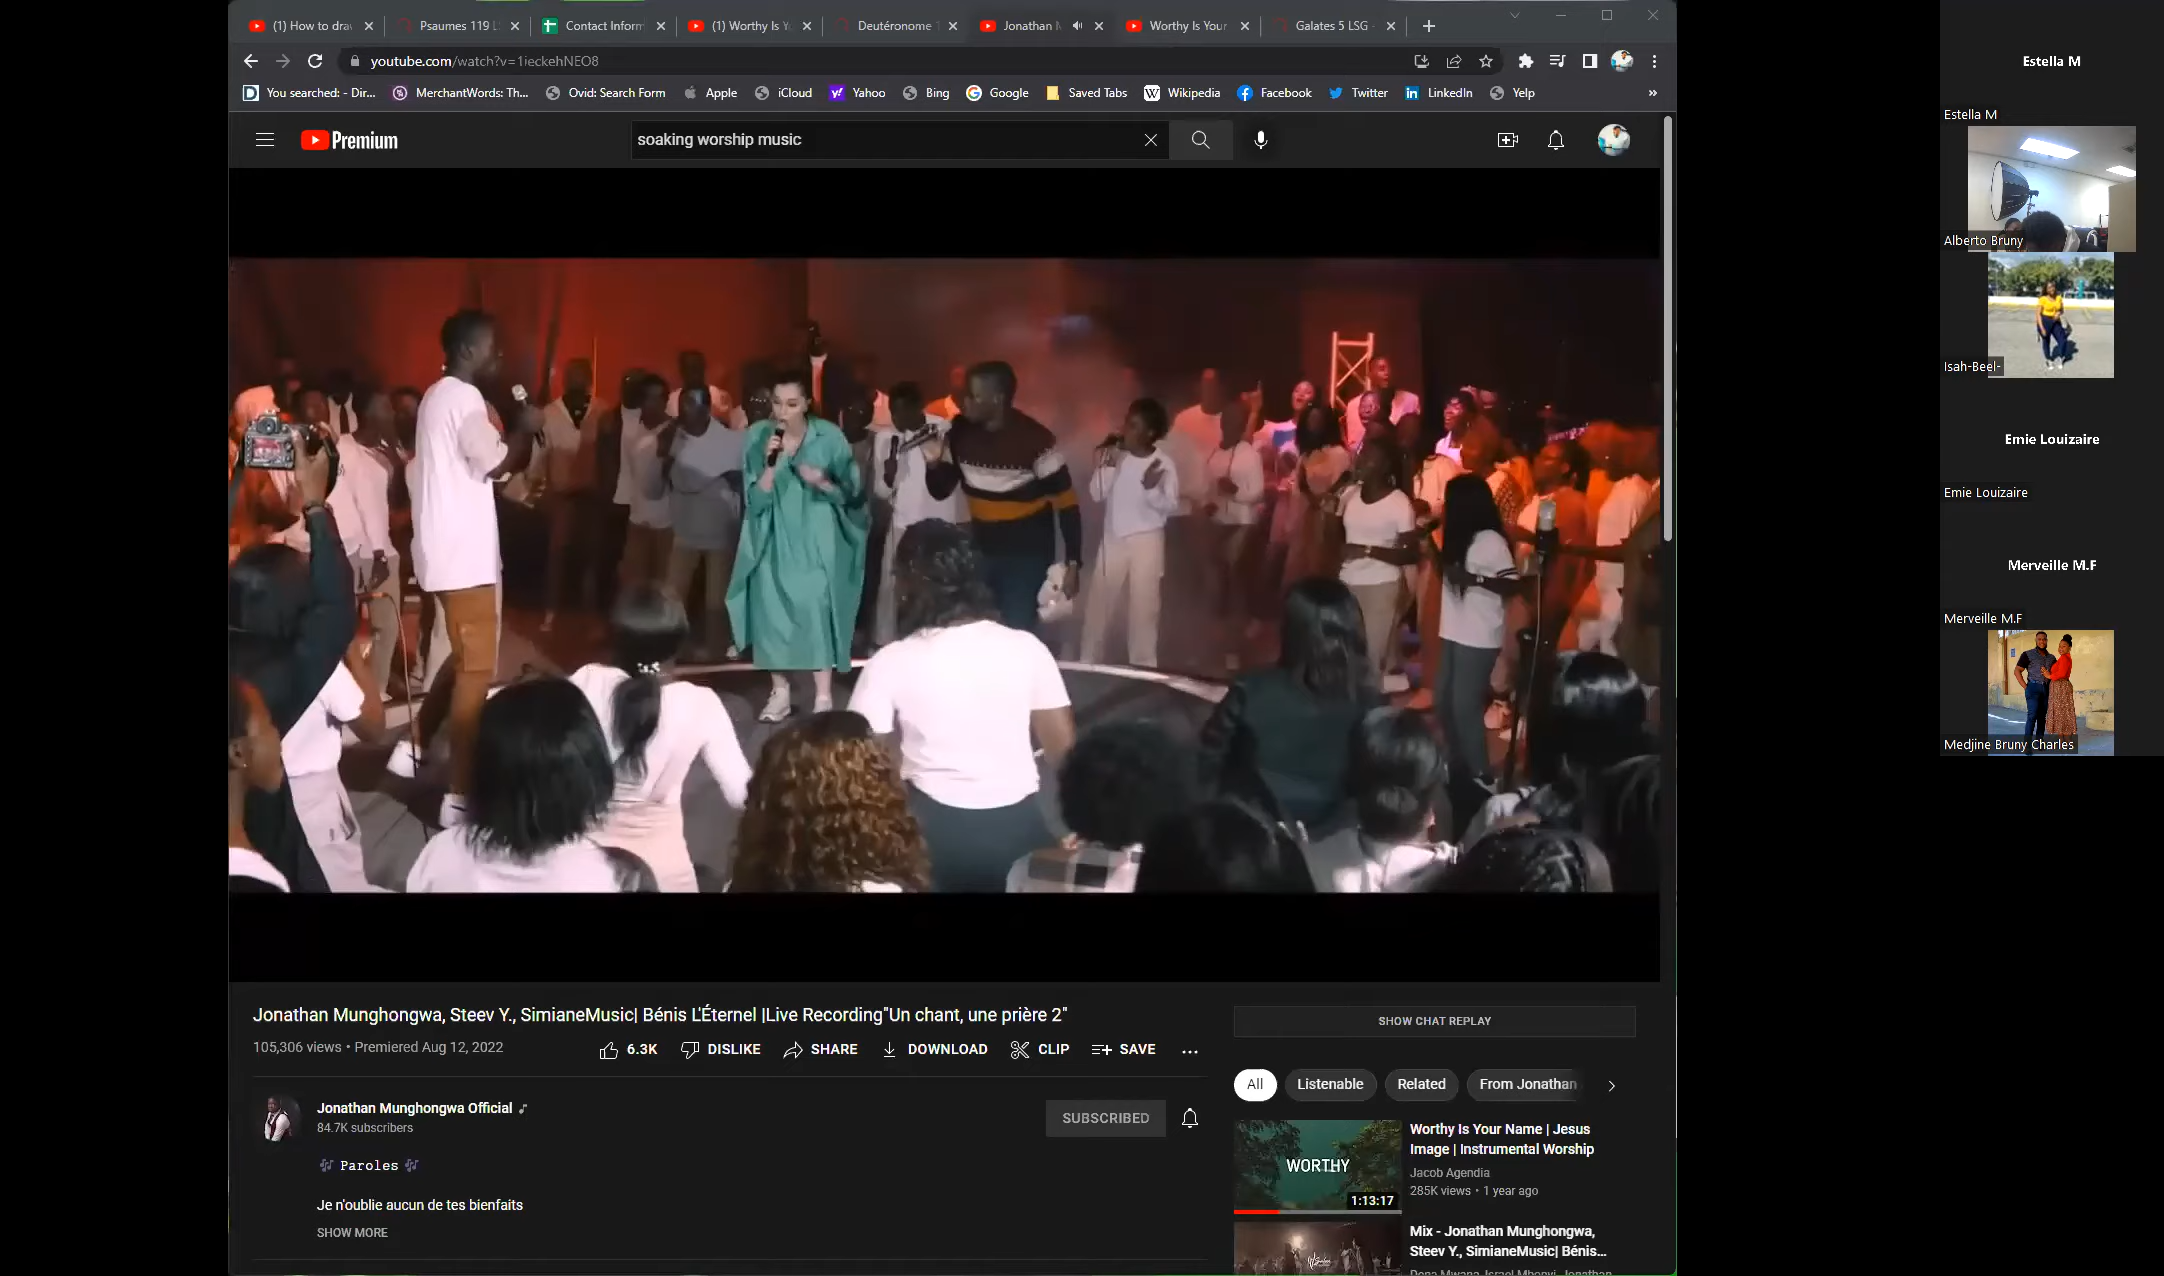 (1) How to dra
Psaumes 119 L
Contact Inform
(1) Worthy Is Y
Deutéronome 1
Jonathan M
Worthy Is Your
Galates 5 LSG
youtube.com/watch?v=1ieckehNEO8
You searched: - Dir...
MerchantWords: Th...
Ovid: Search Form
Apple
iCloud
Yahoo
Bing
Google
Saved Tabs
Wikipedia
Facebook
Twitter
LinkedIn
Yelp
»
Premium
soaking worship music
Jonathan Munghongwa, Steev Y., SimianeMusic| Bénis L'Éternel |Live Recording"Un chant, une prière 2"
105,306 views • Premiered Aug 12, 2022
6.3K
DISLIKE
SHARE
DOWNLOAD
CLIP
SAVE
Jonathan Munghongwa Official
84.7K subscribers
SUBSCRIBED
Paroles
Je n'oublie aucun de tes bienfaits
SHOW MORE
SHOW CHAT REPLAY
All
Listenable
Related
From Jonathan
WORTHY
1:13:17
Worthy Is Your Name | Jesus
Image | Instrumental Worship
Jacob Agendia
285K views • 1 year ago
Mix - Jonathan Munghongwa,
Steev Y., SimianeMusic| Bénis...
Dena Mwana, Israel Mbonyi, Jonathan
Estella M
Estella M
Alberto Bruny
Isah-Beel-
Emie Louizaire
Emie Louizaire
Merveille M.F
Merveille M.F
Medjine Bruny Charles